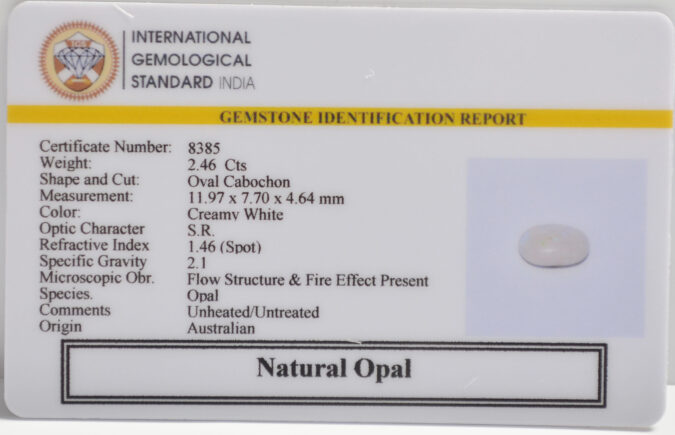 INTERNATIONAL
GEMOLOGICAL
STANDARD INDIA
GEMSTONE IDENTIFICATION REPORT
Certificate Number: 8385
Weight: 2.46 Cts
Shape and Cut: Oval Cabochon
Measurement: 11.97 x 7.70 x 4.64 mm
Color: Creamy White
Optic Character S.R.
Refractive Index 1.46 (Spot)
Specific Gravity 2.1
Microscopic Obr. Flow Structure & Fire Effect Present
Species. Opal
Comments Unheated/Untreated
Origin Australian
Natural Opal